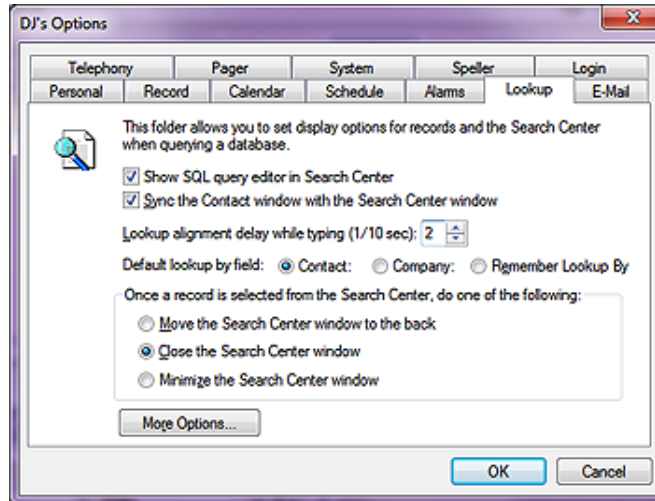 DJ's Options
Telephony Pager System Speller Login
Personal Record Calendar Schedule Alarms Lookup E-Mail
This folder allows you to set display options for records and the Search Center
when querying a database.
Show SQL query editor in Search Center
Sync the Contact window with the Search Center window
Lookup alignment delay while typing (1/10 sec): 2
Default lookup by field: Contact: Company: Remember Lookup By
Once a record is selected from the Search Center, do one of the following:
Move the Search Center window to the back
Close the Search Center window
Minimize the Search Center window
More Options...
OK Cancel